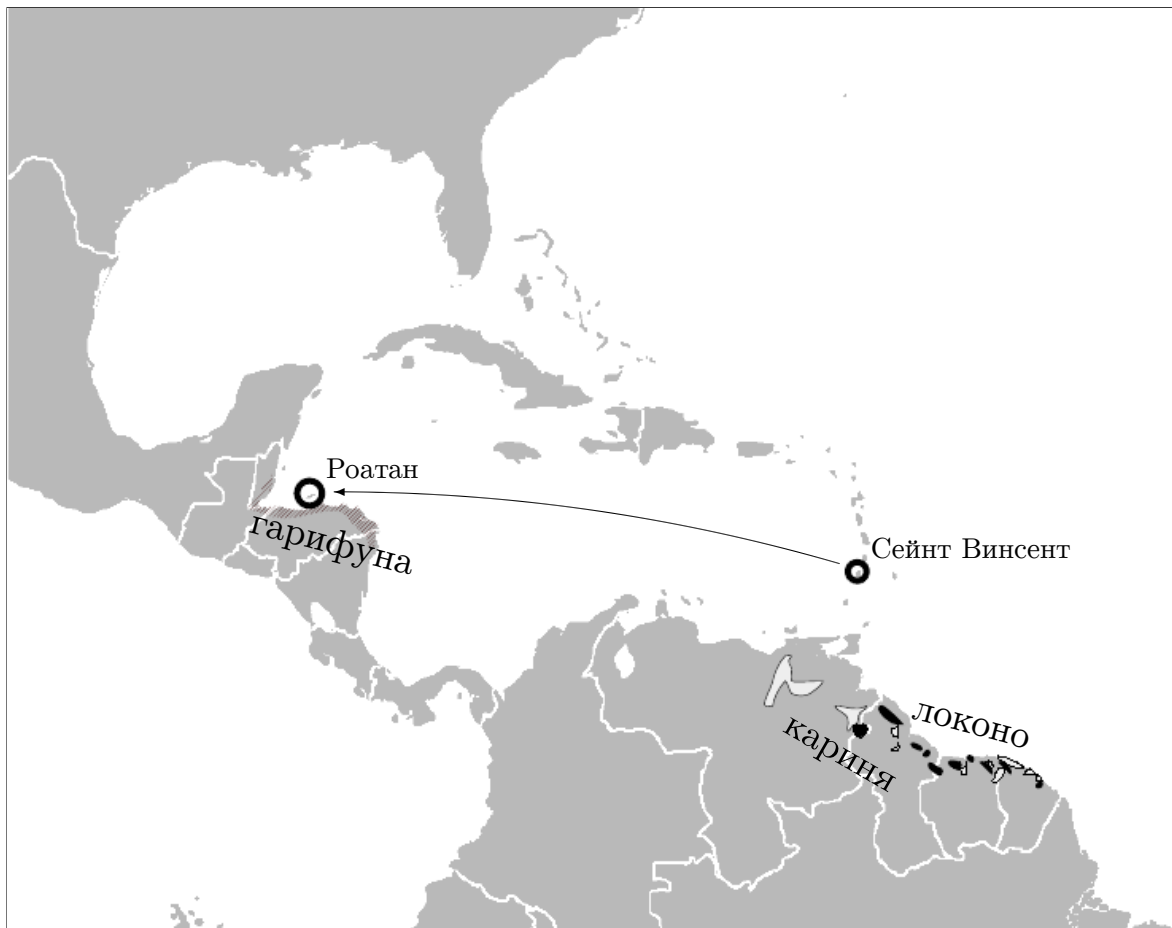 Роатан
гарифуна
Сейнт Винсент
локоно
кариня